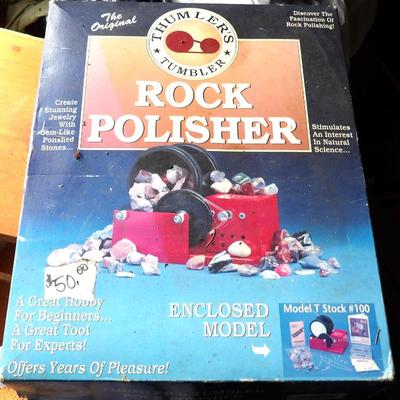 The
Original
THUMLER'S
TUMBLER
Discover The
Fascination Of
Rock Polishing!
ROCK
POLISHER
Create
Stunning
Jewelry
With
Gem-Like
Polished
Stones...
Stimulates
An Interest
In Natural
Science...
$50.00
A Great Hobby
For Beginners...
A Great Tool
For Experts!
Offers Years Of Pleasure!
ENCLOSED
MODEL
Model T Stock #100